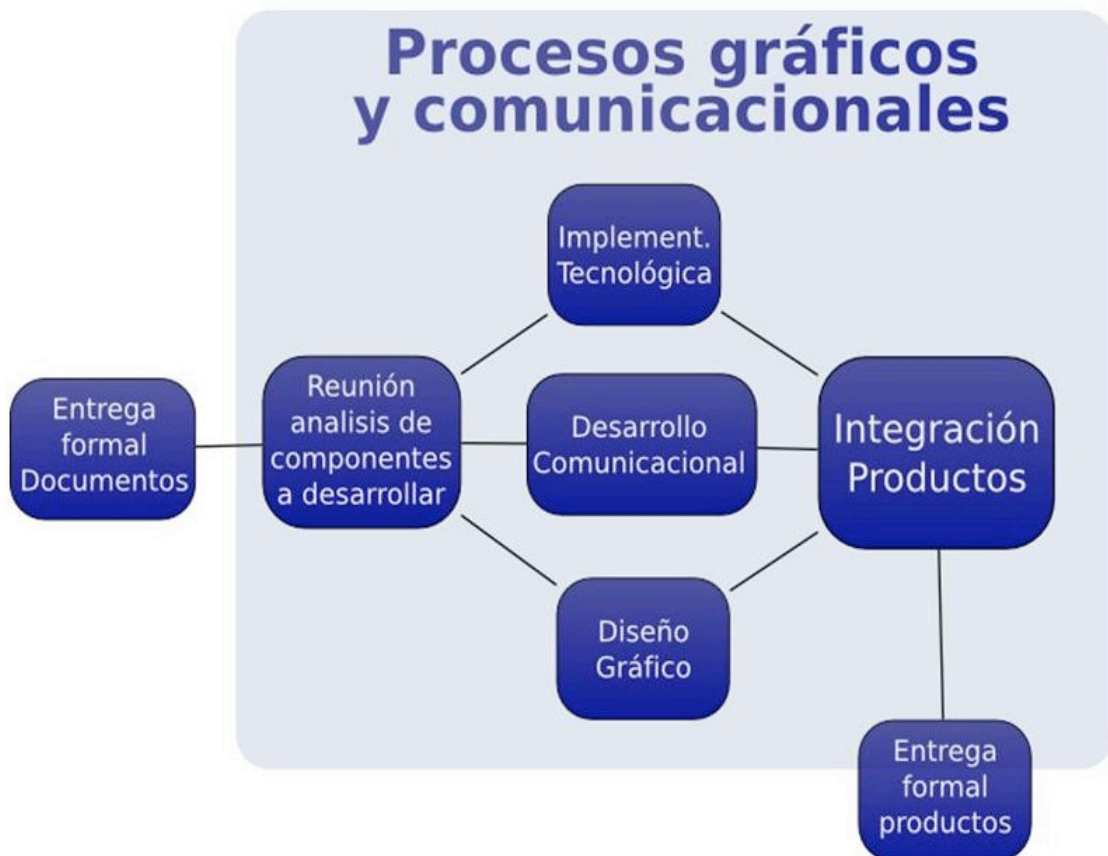 Procesos gráficos
y comunicacionales
Implement.
Tecnológica
Entrega
formal
Documentos
Reunión
analisis de
componentes
a desarrollar
Desarrollo
Comunicacional
Integración
Productos
Diseño
Gráfico
Entrega
formal
productos